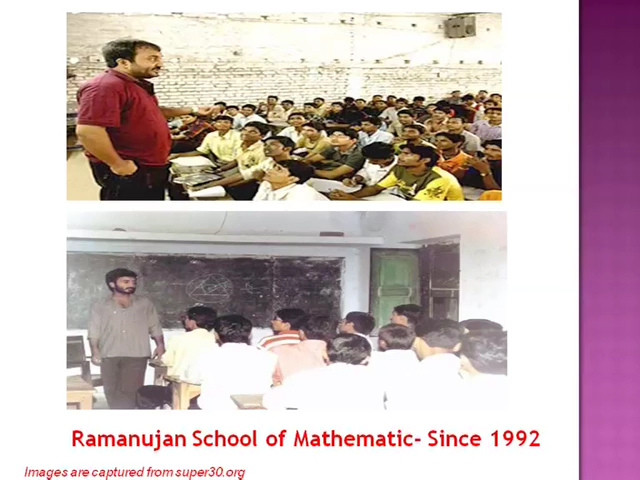 Ramanujan School of Mathematic- Since 1992
Images are captured from super30.org